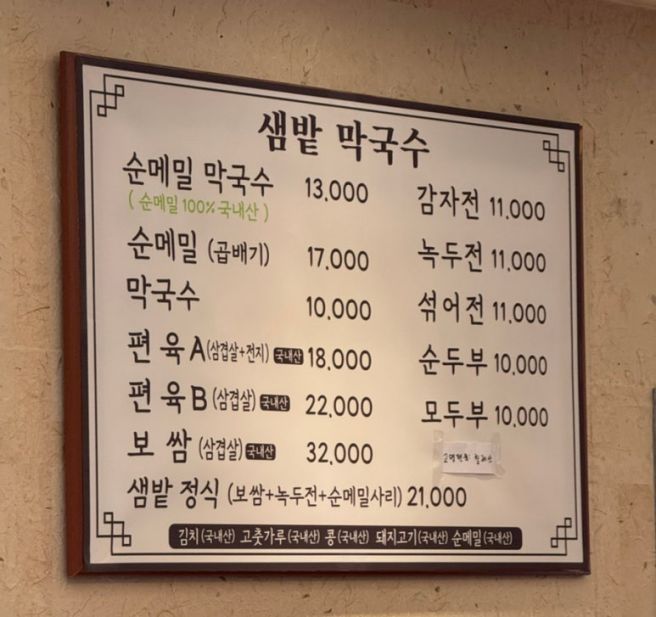 샘밭 막국수
순메밀 막국수 13,000
( 순메밀 100% 국내산 )
순메밀 (곱배기) 17,000
막국수 10,000
편 육 A (삼겹살+전지) 국내산 18,000
편 육 B (삼겹살) 국내산 22,000
보 쌈 (삼겹살) 국내산 32,000
감자전 11,000
녹두전 11,000
섞어전 11,000
순두부 10,000
모두부 10,000
샘밭 정식 (보쌈+녹두전+순메밀사리) 21,000
김치(국내산) 고춧가루(국내산) 콩(국내산) 돼지고기(국내산) 순메밀(국내산)